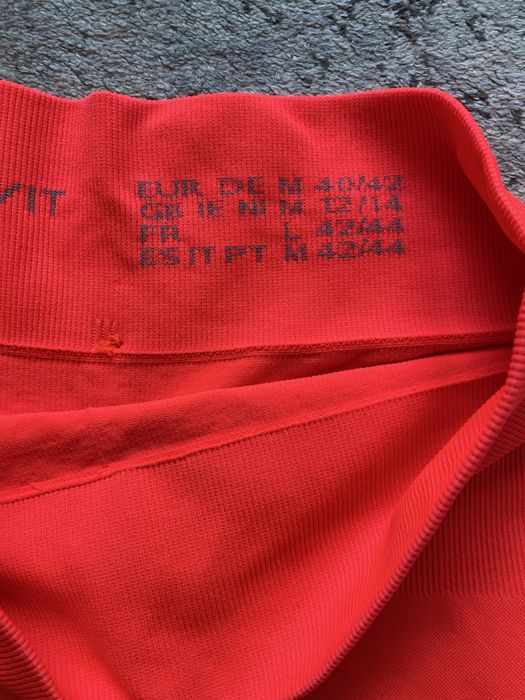 VIT
EUR DE M 40/42
GB IE NI M 12/14
FR L 42/44
ES IT PT M 42/44